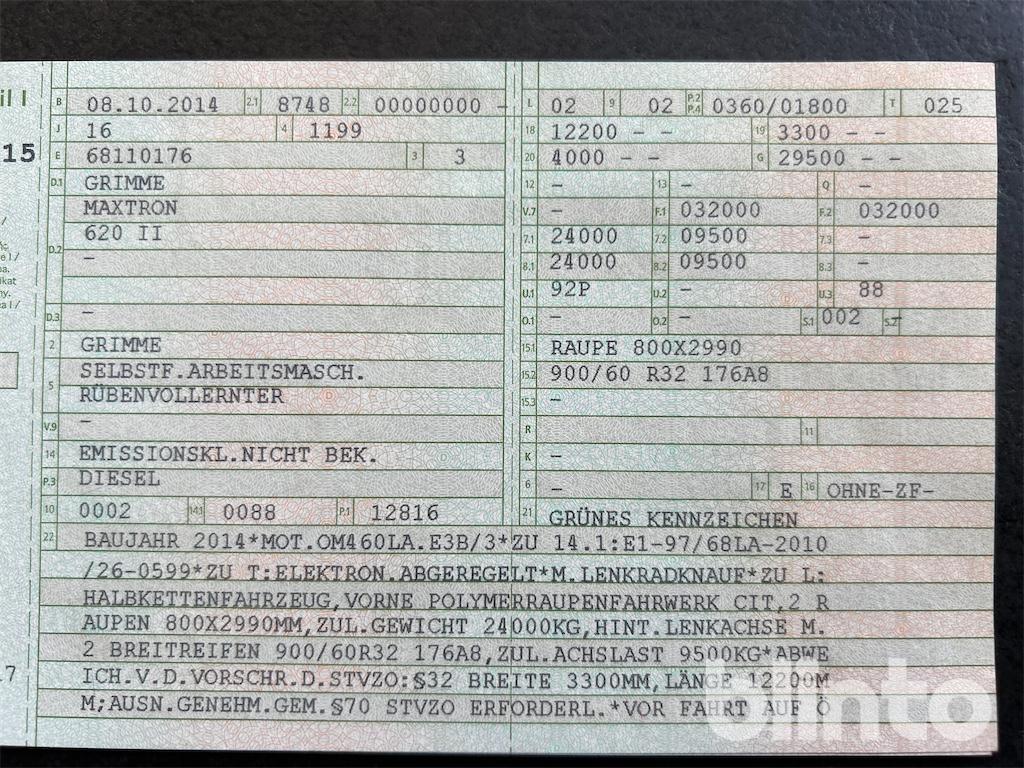 il I
B 08.10.2014 2.1 8748 2.2 00000000 -
J 16 4 1199
15
E 68110176 3 3
D.1 GRIMME
D.2 MAXTRON
620 II
-
D.3 -
2 GRIMME
5 SELBSTF.ARBEITSMASCH.
RÜBENVOLLERNTER
V.9 -
14 EMISSIONSKL.NICHT BEK.
P.3 DIESEL
10 0002 14.1 0088 P.1 12816
L 02 9 02 P.2 P.4 0360/01800 T 025
18 12200 - - 19 3300 - -
20 4000 - - G 29500 - -
12 - 13 - Q -
V.7 - F.1 032000 F.2 032000
7.1 24000 7.2 09500 7.3 -
8.1 24000 8.2 09500 8.3 -
U.1 92P U.2 - U.3 88
O.1 - O.2 - S.1 002 S.2 -
15.1 RAUPE 800X2990
15.2 900/60 R32 176A8
15.3 -
R 11
K -
6 - 17 E 16 OHNE-ZF-
21 GRÜNES KENNZEICHEN
22 BAUJAHR 2014*MOT.OM460LA.E3B/3*ZU 14.1:E1-97/68LA-2010
/26-0599*ZU T:ELEKTRON.ABGEREGELT*M.LENKRADKNAUF*ZU L:
HALBKETTENFAHRZEUG,VORNE POLYMERRAUPENFAHRWERK CIT,2 R
AUPEN 800X2990MM,ZUL.GEWICHT 24000KG,HINT.LENKACHSE M.
2 BREITREIFEN 900/60R32 176A8,ZUL.ACHSLAST 9500KG*ABWE
ICH.V.D.VORSCHR.D.STVZO:§32 BREITE 3300MM,LÄNGE 12200M
M;AUSN.GENEHM.GEM.§70 STVZO ERFORDERL.*VOR FAHRT AUF Ö
blinto